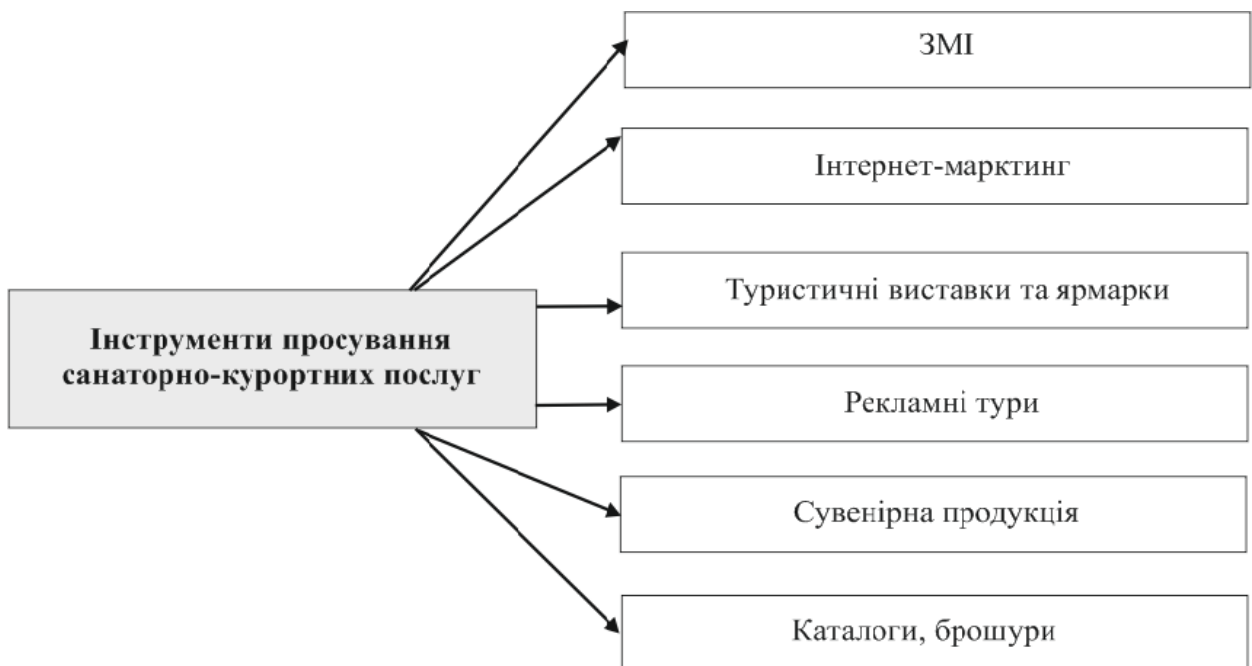 ЗМІ
Інтернет-марктинг
Туристичні виставки та ярмарки
Інструменти просування
санаторно-курортних послуг
Рекламні тури
Сувенірна продукція
Каталоги, брошури